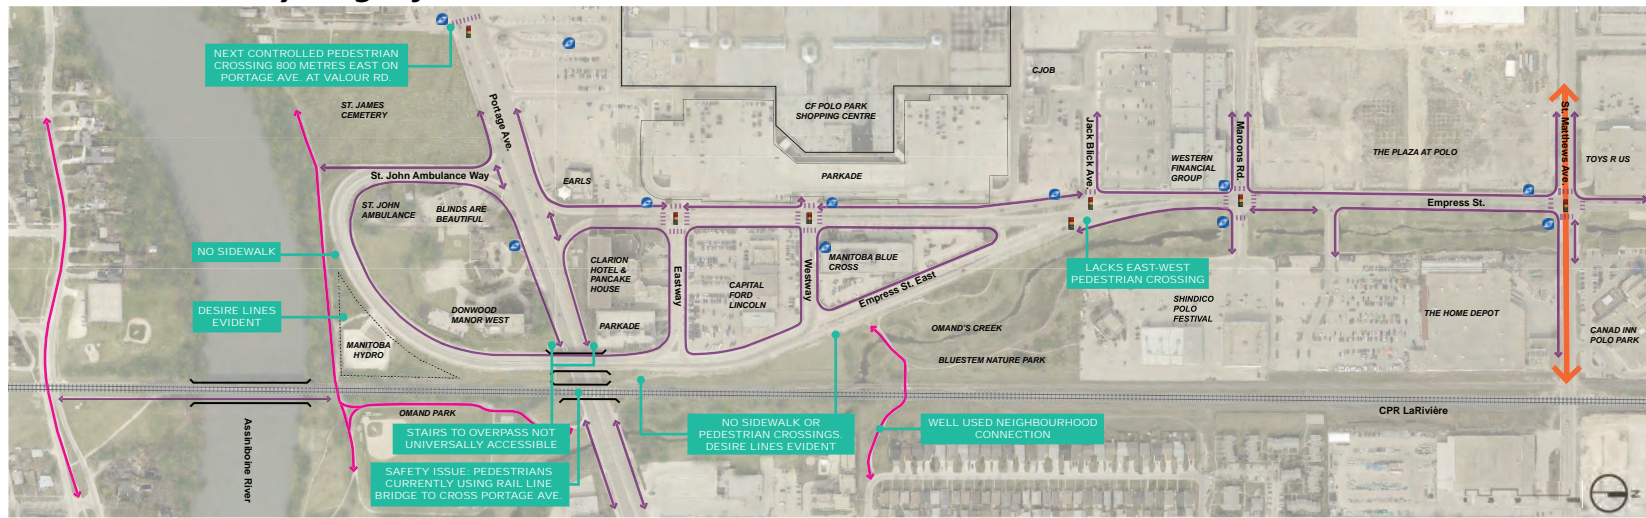 NEXT CONTROLLED PEDESTRIAN
CROSSING 800 METRES EAST ON
PORTAGE AVE. AT VALOUR RD.
ST. JAMES
CEMETERY
Portage Ave.
CJOB
CF POLO PARK
SHOPPING CENTRE
Jack Blick Ave.
Maroons Rd.
St. Matthews Ave.
WESTERN
FINANCIAL
GROUP
THE PLAZA AT POLO
TOYS R US
St. John Ambulance Way
EARLS
PARKADE
Empress St.
ST. JOHN
AMBULANCE
BLINDS ARE
BEAUTIFUL
NO SIDEWALK
CLARION
HOTEL &
PANCAKE
HOUSE
Eastway
CAPITAL
FORD
LINCOLN
Westway
MANITOBA BLUE
CROSS
Empress St. East
LACKS EAST-WEST
PEDESTRIAN CROSSING
DESIRE LINES
EVIDENT
DONWOOD
MANOR WEST
PARKADE
SHINDICO
POLO
FESTIVAL
THE HOME DEPOT
CANAD INN
POLO PARK
MANITOBA
HYDRO
OMAND'S CREEK
BLUESTEM NATURE PARK
OMAND PARK
CPR LaRivière
Assiniboine River
STAIRS TO OVERPASS NOT
UNIVERSALLY ACCESSIBLE
NO SIDEWALK OR
PEDESTRIAN CROSSINGS.
DESIRE LINES EVIDENT
WELL USED NEIGHBOURHOOD
CONNECTION
SAFETY ISSUE: PEDESTRIANS
CURRENTLY USING RAIL LINE
BRIDGE TO CROSS PORTAGE AVE.
N